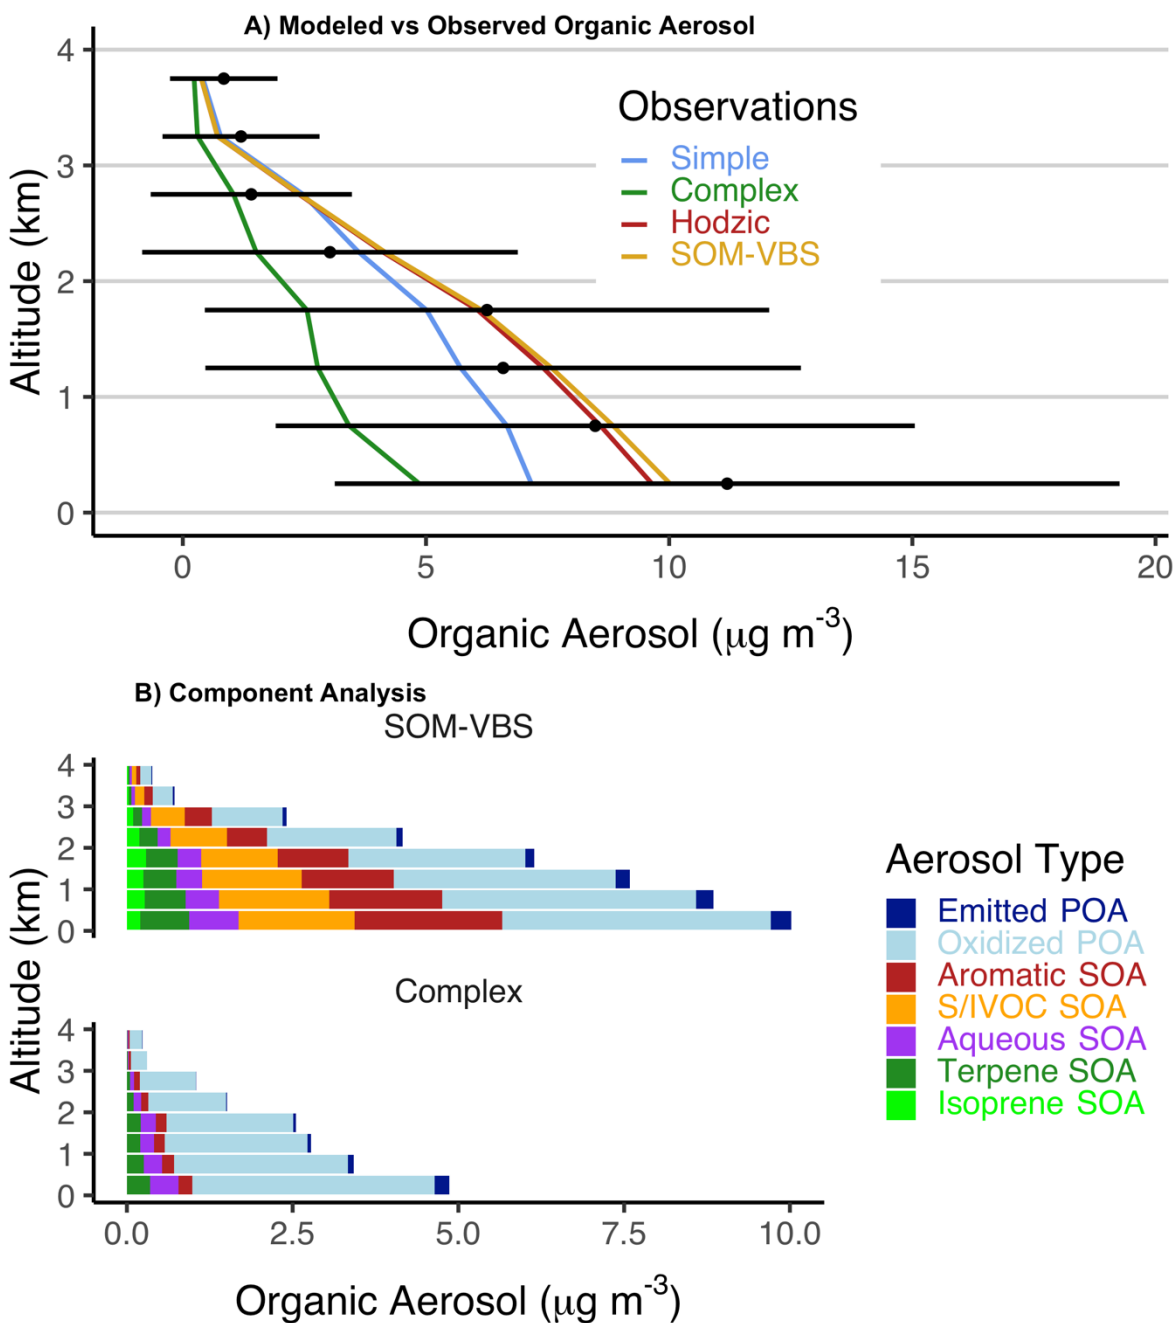 A) Modeled vs Observed Organic Aerosol
4
3
2
1
0
Altitude (km)
Observations
Simple
Complex
Hodzic
SOM-VBS
0 5 10 15 20
Organic Aerosol (μg m⁻³)
B) Component Analysis
SOM-VBS
4
3
2
1
0
Altitude (km)
Complex
4
3
2
1
0
Altitude (km)
0.0 2.5 5.0 7.5 10.0
Organic Aerosol (μg m⁻³)
Aerosol Type
Emitted POA
Oxidized POA
Aromatic SOA
S/IVOC SOA
Aqueous SOA
Terpene SOA
Isoprene SOA